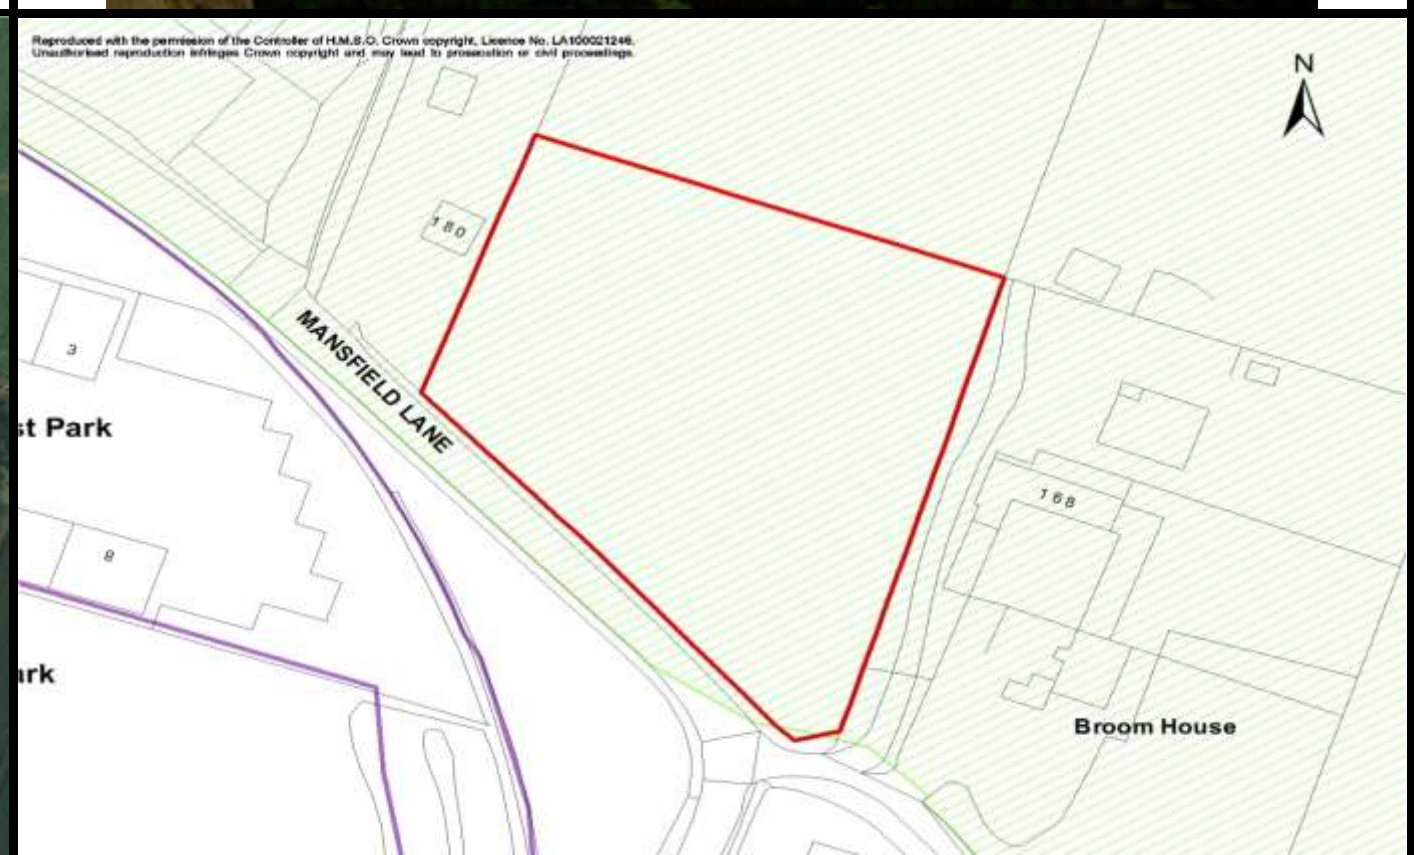 Reproduced with the permission of the Controller of H.M.S.O. Crown copyright, Licence No. LA100021246.
Unauthorised reproduction infringes Crown copyright and may lead to prosecution or civil proceedings.
N
180
MANSFIELD LANE
3
st Park
168
8
ark
Broom House